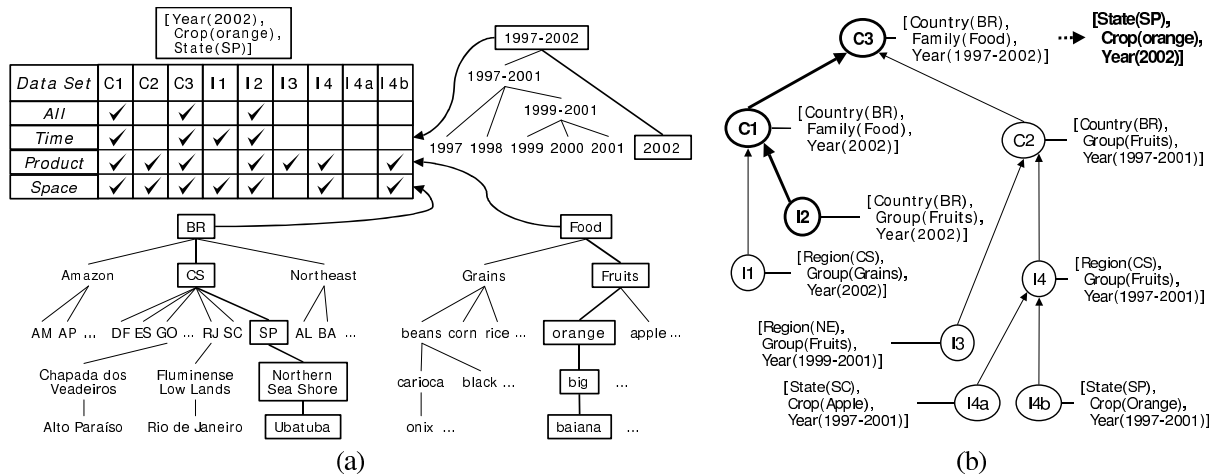 [Year(2002),
Crop(orange),
State(SP)]
Data Set C1 C2 C3 I1 I2 I3 I4 I4a I4b
All ✓ ✓ ✓
Time ✓ ✓ ✓ ✓
Product ✓ ✓ ✓ ✓ ✓ ✓ ✓
Space ✓ ✓ ✓ ✓ ✓ ✓ ✓
1997-2002
1997-2001
1999-2001
1997 1998 1999 2000 2001 2002
BR
Amazon CS Northeast
AM AP ... DF ES GO ... RJ SC SP AL BA ...
Chapada dos
Veadeiros
Fluminense
Low Lands
Northern
Sea Shore
Alto Paraíso Rio de Janeiro Ubatuba
Food
Grains Fruits
beans corn rice ... orange apple ...
carioca black ... big ...
onix ... baiana ...
(a)
C3
[Country(BR),
Family(Food),
Year(1997-2002)]
[State(SP),
Crop(orange),
Year(2002)]
C1
[Country(BR),
Family(Food),
Year(2002)]
C2
[Country(BR),
Group(Fruits),
Year(1997-2001)]
I2
[Country(BR),
Group(Fruits),
Year(2002)]
I1
[Region(CS),
Group(Grains),
Year(2002)]
I4
[Region(CS),
Group(Fruits),
Year(1997-2001)]
[Region(NE),
Group(Fruits),
Year(1999-2001)]
I3
[State(SC),
Crop(Apple),
Year(1997-2001)]
I4a
I4b
[State(SP),
Crop(Orange),
Year(1997-2001)]
(b)